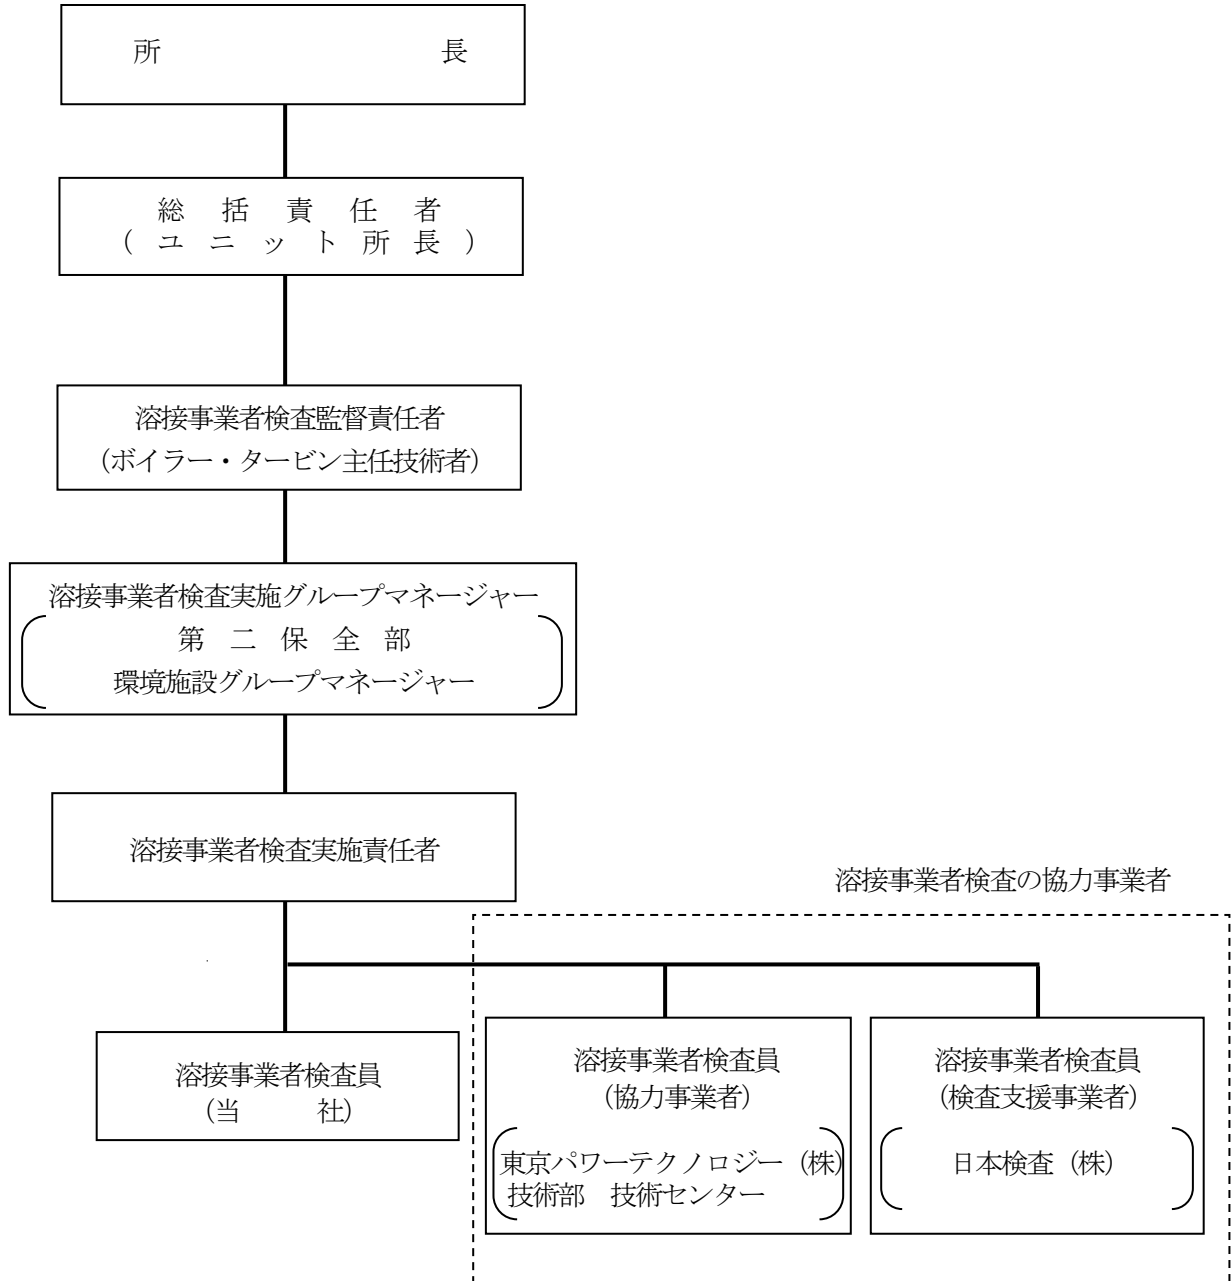 所長
総括責任者
（ユニット所長）
溶接事業者検査監督責任者
（ボイラー・タービン主任技術者）
溶接事業者検査実施グループマネージャー
第二保全部
環境施設グループマネージャー
溶接事業者検査実施責任者
溶接事業者検査の協力事業者
溶接事業者検査員
（当社）
溶接事業者検査員
（協力事業者）
東京パワーテクノロジー（株）
技術部　技術センター
溶接事業者検査員
（検査支援事業者）
日本検査（株）